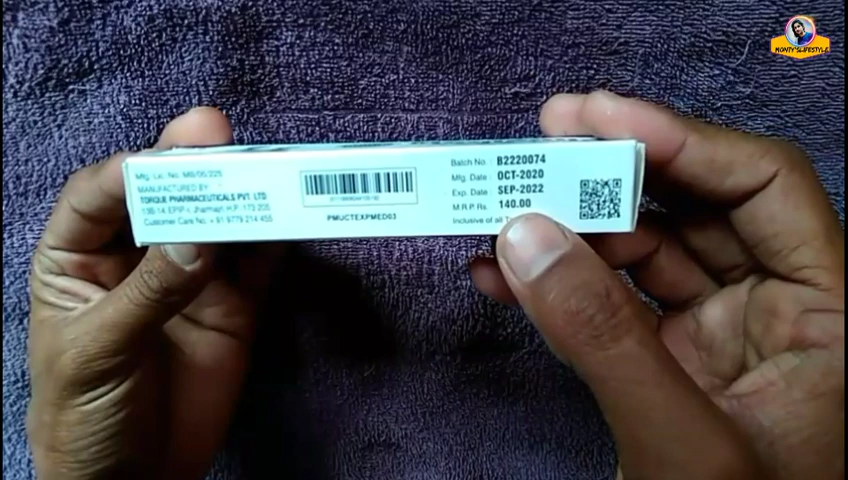 MONTY'SLIFESTYLE
Mfg. Lic. No. MB/05/225
MANUFACTURED BY:
TORQUE PHARMACEUTICALS PVT. LTD
Customer Care No. + 91 9779 214 455
PMUCTEXPMED03
Batch No. B2220074
Mfg. Date OCT-2020
Exp. Date SEP-2022
M.R.P. Rs. 140.00
Inclusive of all